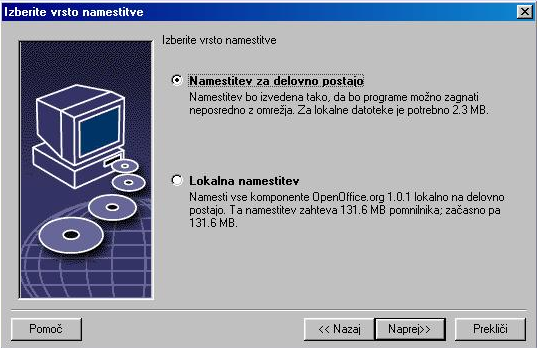 Izberite vrsto namestitve
Izberite vrsto namestitve
Namestitev za delovno postajo
Namestitev bo izvedena tako, da bo programe možno zagnati
neposredno z omrežja. Za lokalne datoteke je potrebno 2.3 MB.
Lokalna namestitev
Namesti vse komponente OpenOffice.org 1.0.1 lokalno na delovno
postajo. Ta namestitev zahteva 131.6 MB pomnilnika; začasno pa
131.6 MB.
Pomoč
<< Nazaj
Naprej>>
Prekliči